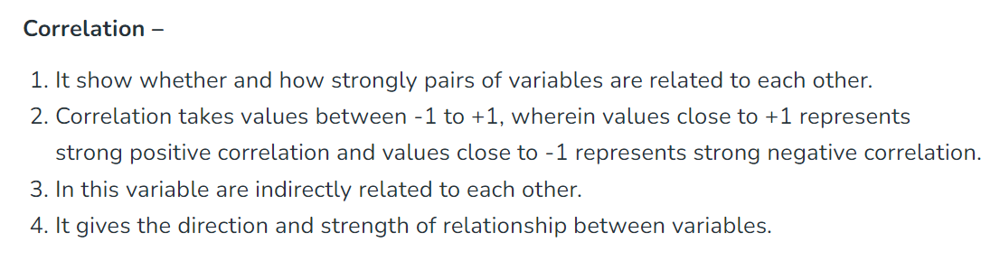 Correlation –
1. It show whether and how strongly pairs of variables are related to each other.
2. Correlation takes values between -1 to +1, wherein values close to +1 represents
strong positive correlation and values close to -1 represents strong negative correlation.
3. In this variable are indirectly related to each other.
4. It gives the direction and strength of relationship between variables.